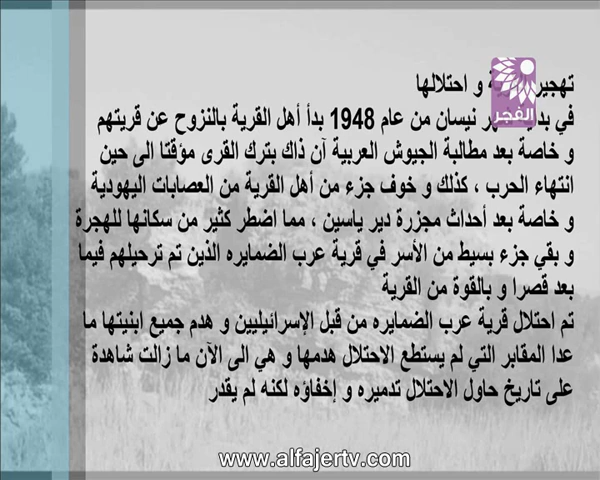 تهجير و احتلالها
في نيسان من عام 1948 بدأ أهل القرية بالنزوح عن قريتهم
و خاصة بعد مطالبة الجيوش العربية آن ذاك بترك القرى مؤقتا الى حين
انتهاء الحرب ، كذلك و خوف جزء من أهل القرية من العصابات اليهودية
و خاصة بعد أحداث مجزرة دير ياسين ، مما اضطر كثير من سكانها للهجرة
و بقي جزء بسيط من الأسر في قرية عرب الضمايره الذين تم ترحيلهم فيما
بعد قصرا و بالقوة من القرية
تم احتلال قرية عرب الضمايره من قبل الإسرائيليين و هدم جميع ابنيتها ما
عدا المقابر التي لم يستطع الاحتلال هدمها و هي الى الآن ما زالت شاهدة
على تاريخ حاول الاحتلال تدميره و إخفاؤه لكنه لم يقدر
الفجر
www.alfajertv.com